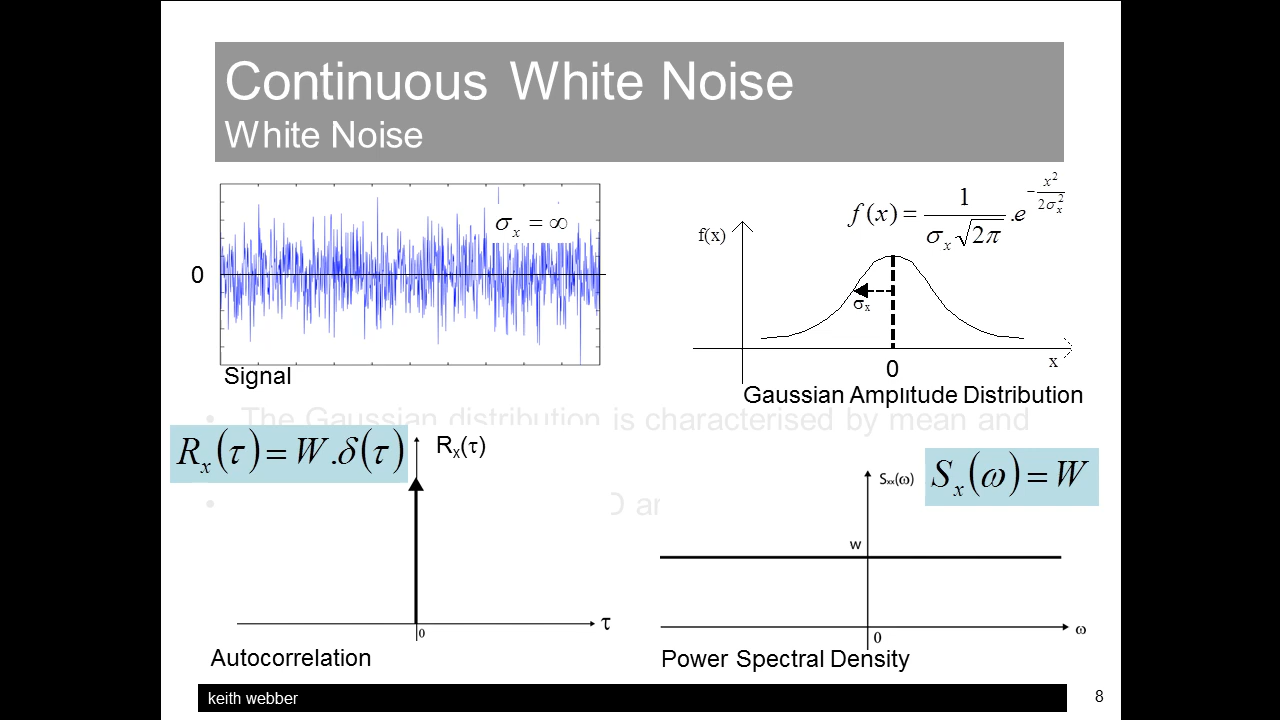 Continuous White Noise
White Noise
σx = ∞
0
Signal
f(x) = 1/(σx√2π) .e^(-x²/2σx²)
f(x)
σx
0
x
Gaussian Amplitude Distribution
• The Gaussian distribution is characterised by mean and
Rx(τ) = W.δ(τ)
Rx(τ)
τ
0
Autocorrelation
Sxx(ω)
Sx(ω) = W
w
ω
0
Power Spectral Density
keith webber
8